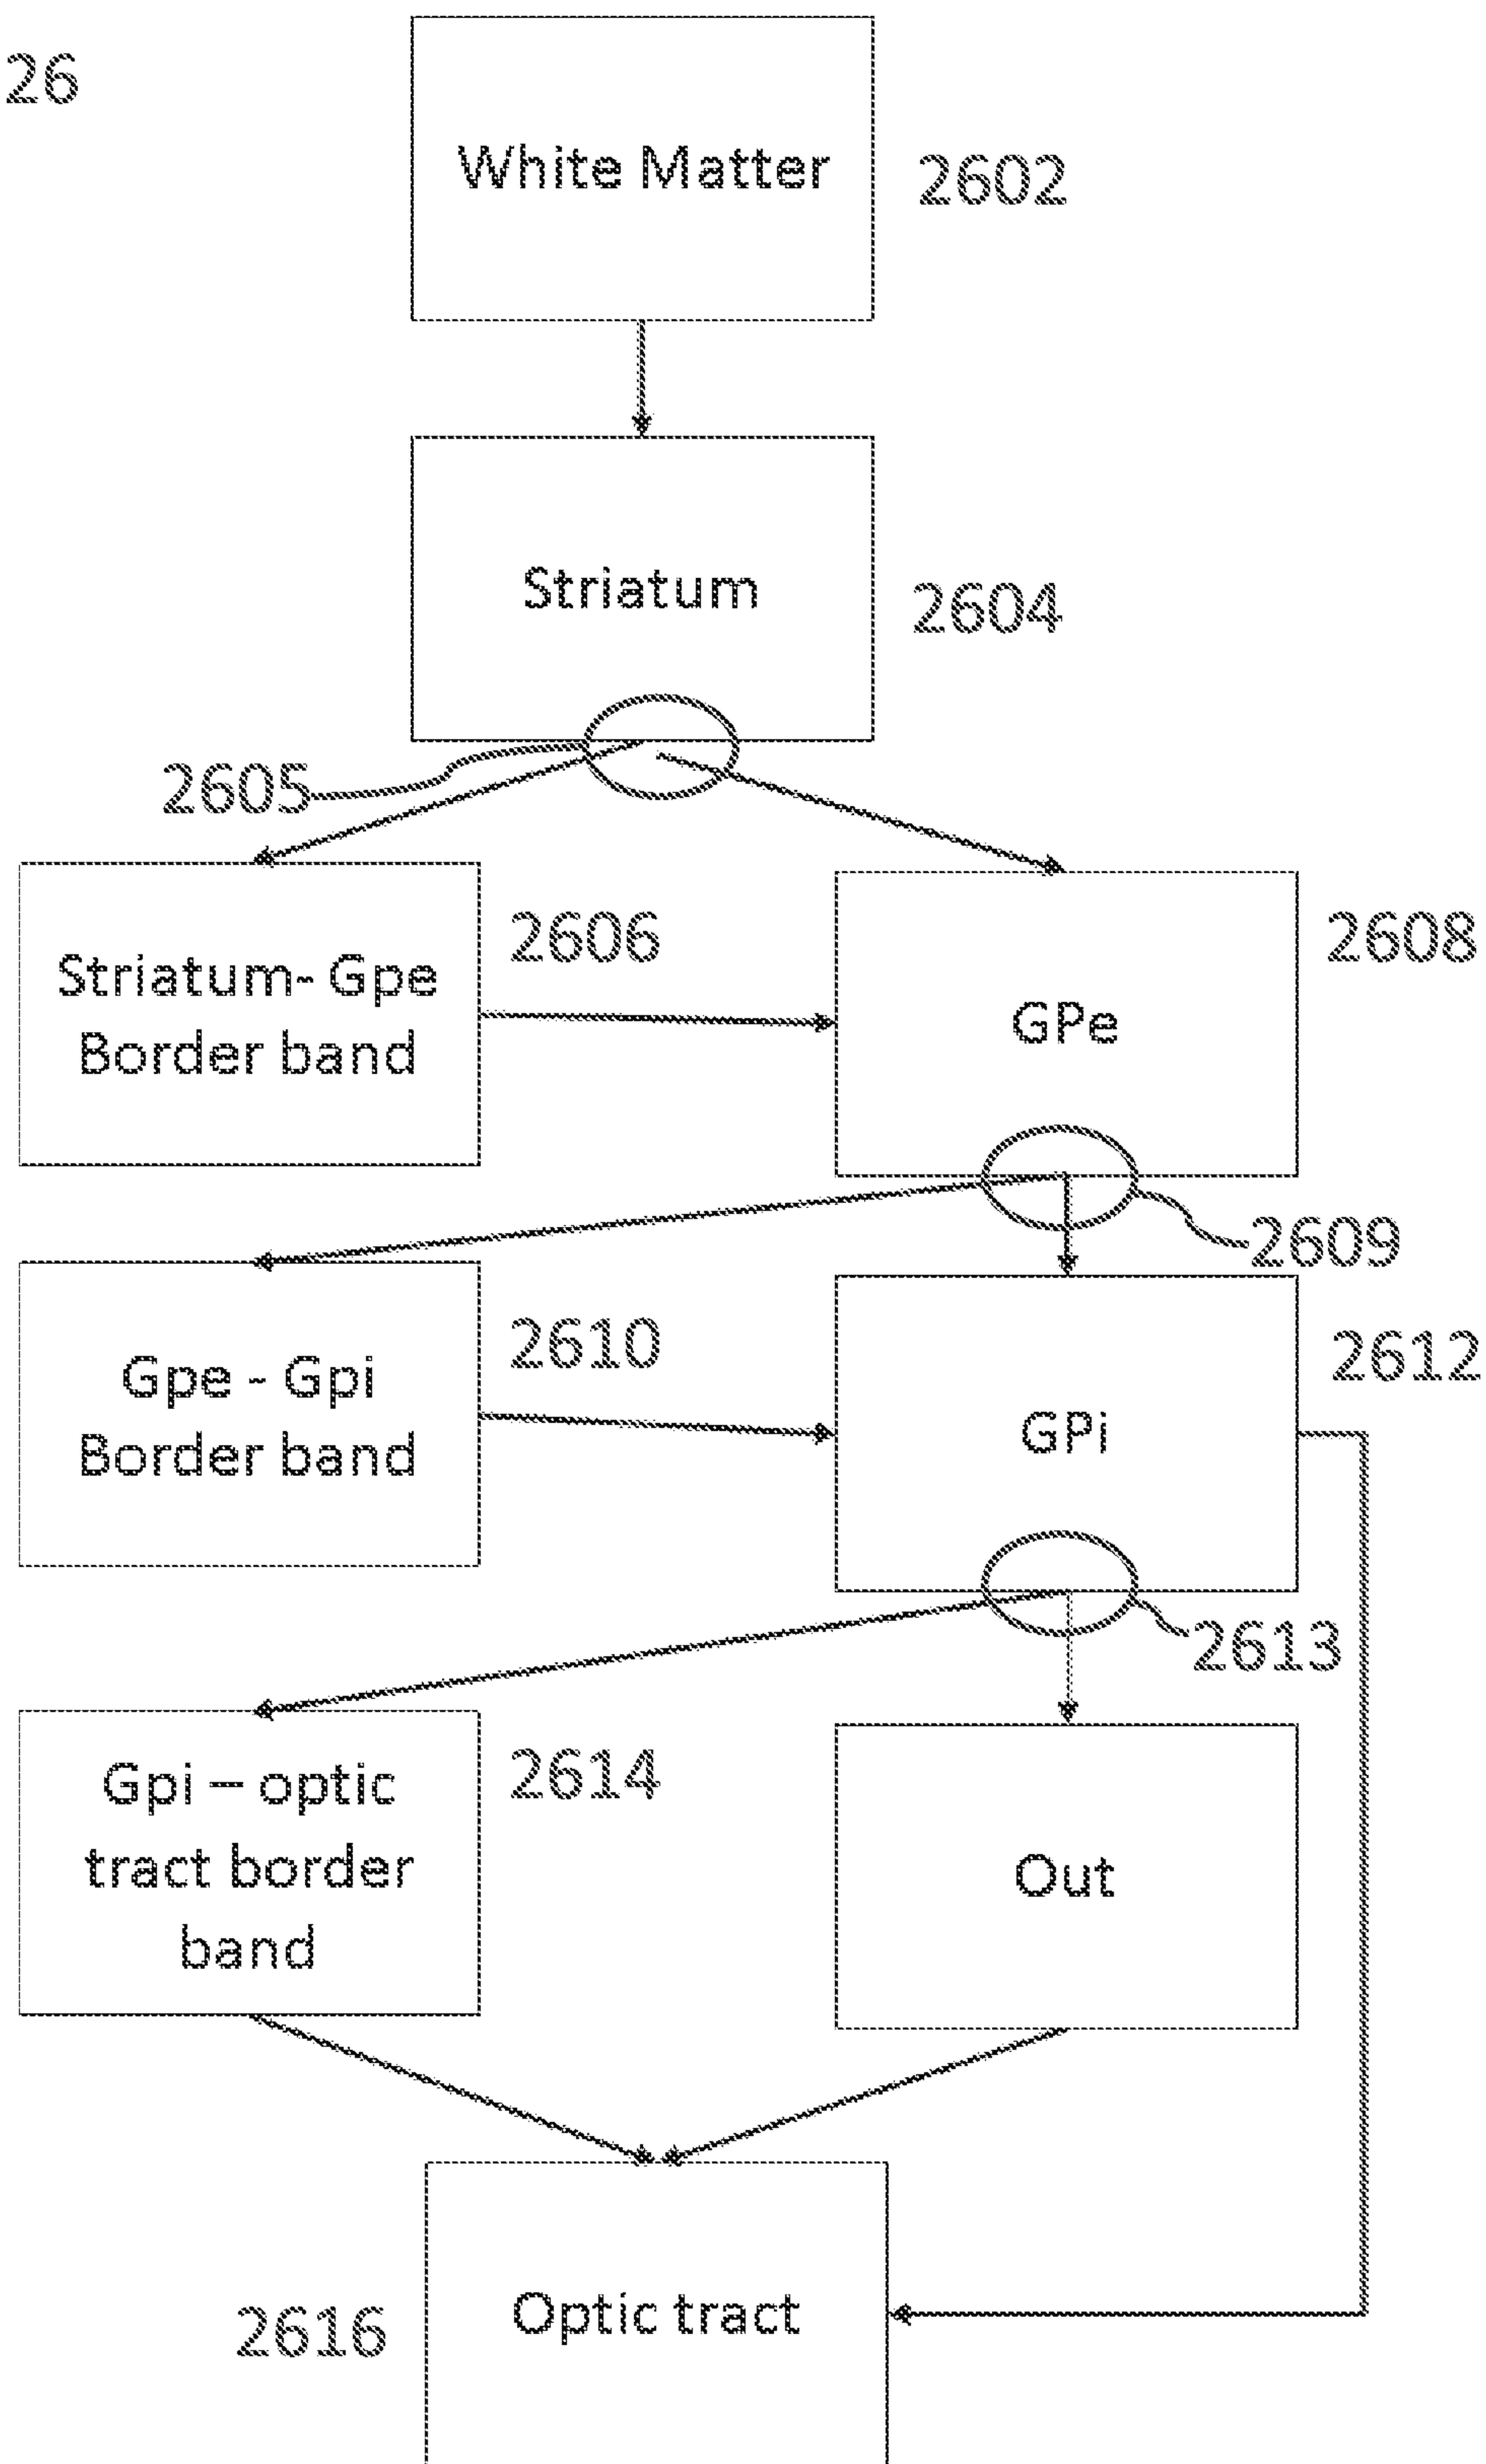 26
White Matter
2602
Striatum
2604
2605
Striatum- Gpe
Border band
2606
GPe
2608
2609
Gpe - Gpi
Border band
2610
GPi
2612
2613
Gpi – optic
tract border
band
2614
Out
Optic tract
2616